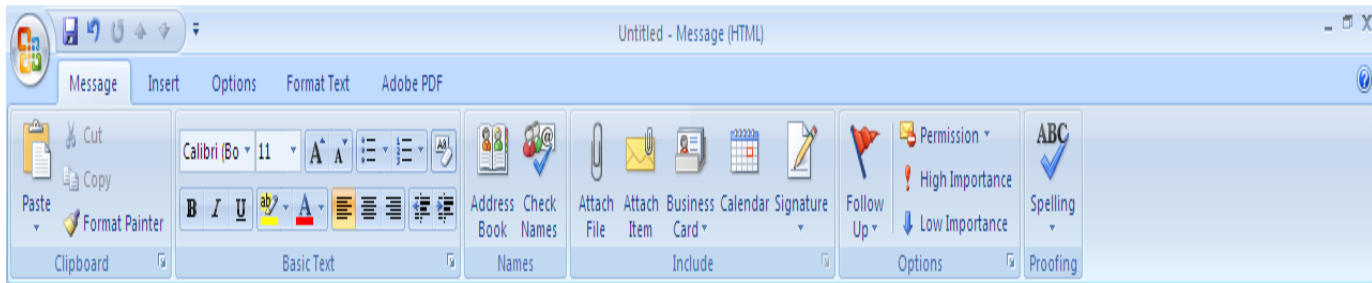 Untitled - Message (HTML)
Message Insert Options Format Text Adobe PDF
Cut
Copy
Format Painter
Paste
Clipboard
Calibri (Bo 11
A A
B I U ab A
Aa
Basic Text
Address Book
Check Names
Names
Attach File
Attach Item
Business Card
Calendar
Signature
Include
Follow Up
Permission
High Importance
Low Importance
Options
ABC
Spelling
Proofing